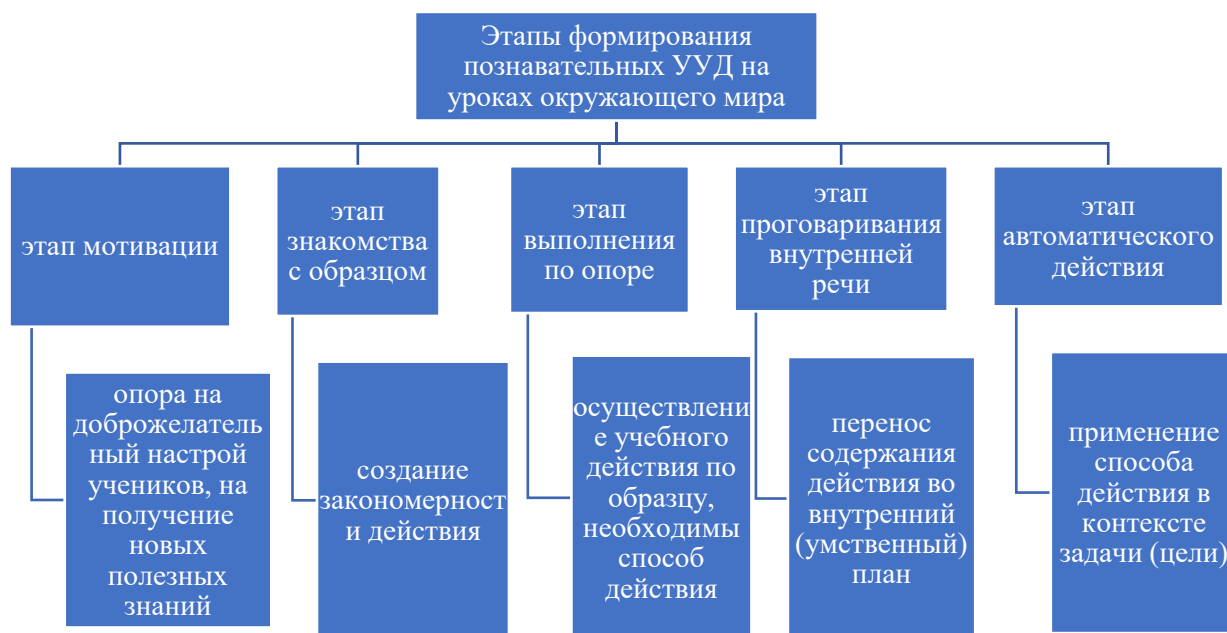 Этапы формирования
познавательных УУД на
уроках окружающего мира
этап мотивации
этап
знакомства
с образцом
этап
выполнения
по опоре
этап
проговаривания
внутренней
речи
этап
автоматического
действия
опора на
доброжелатель
ный настрой
учеников, на
получение
новых
полезных
знаний
создание
закономерност
и действия
осуществлени
е учебного
действия по
образцу,
необходимы
способ
действия
перенос
содержания
действия во
внутренний
(умственный)
план
применение
способа
действия в
контексте
задачи (цели)